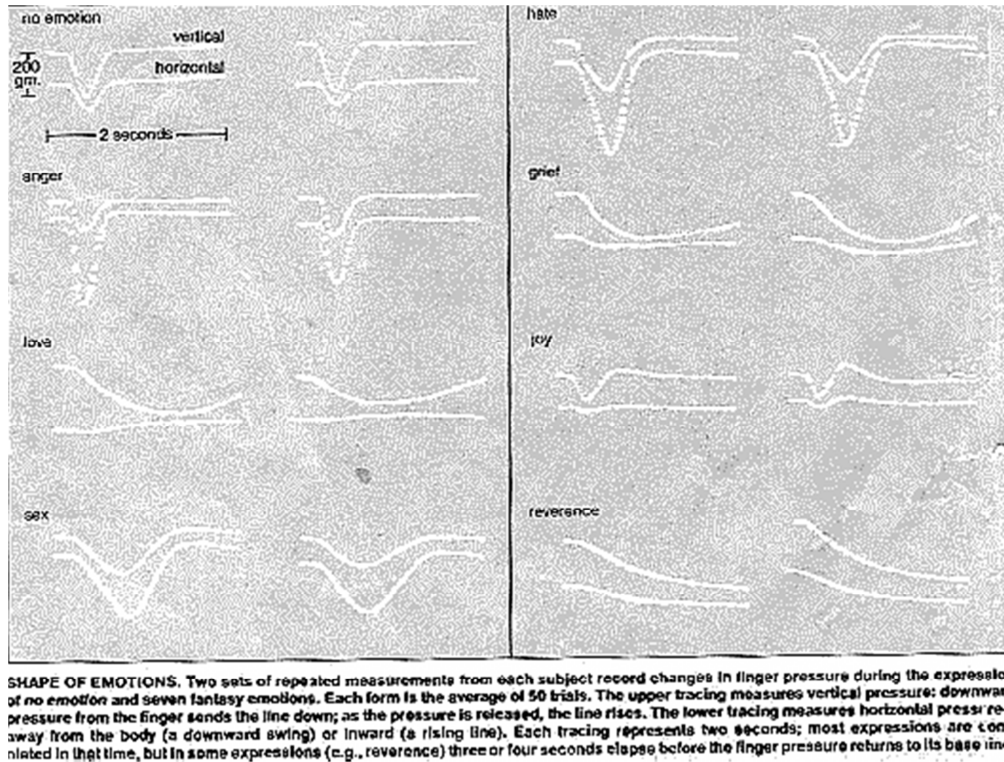 no emotion
vertical
200
gm.
horizontal
2 seconds
anger
love
sex
hate
grief
joy
reverence
SHAPE OF EMOTIONS. Two sets of repeated measurements from each subject record changes in finger pressure during the expressio
of no emotion and seven fantasy emotions. Each form is the average of 50 trials. The upper tracing measures vertical pressure: downwar
pressure from the finger sends the line down; as the pressure is released, the line rises. The lower tracing measures horizontal pressure—
away from the body (a downward swing) or inward (a rising line). Each tracing represents two seconds; most expressions are com
pleted in that time, but in some expressions (e.g., reverence) three or four seconds elapse before the finger pressure returns to its base line